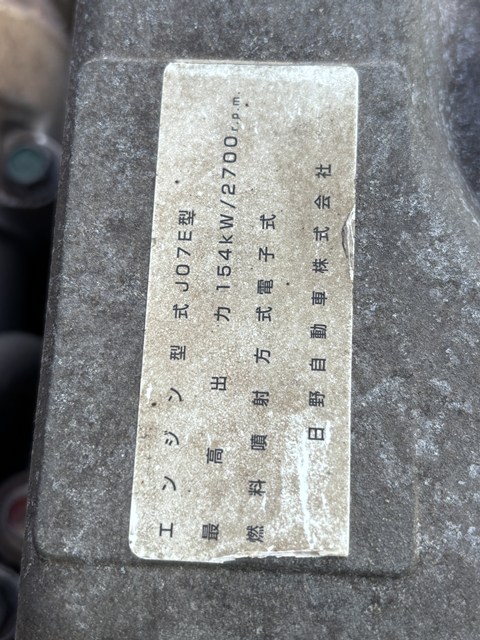 エンジン型式 J07E型
最高出力 154kW/2700r.p.m.
燃料噴射方式 電子式
日野自動車株式会社